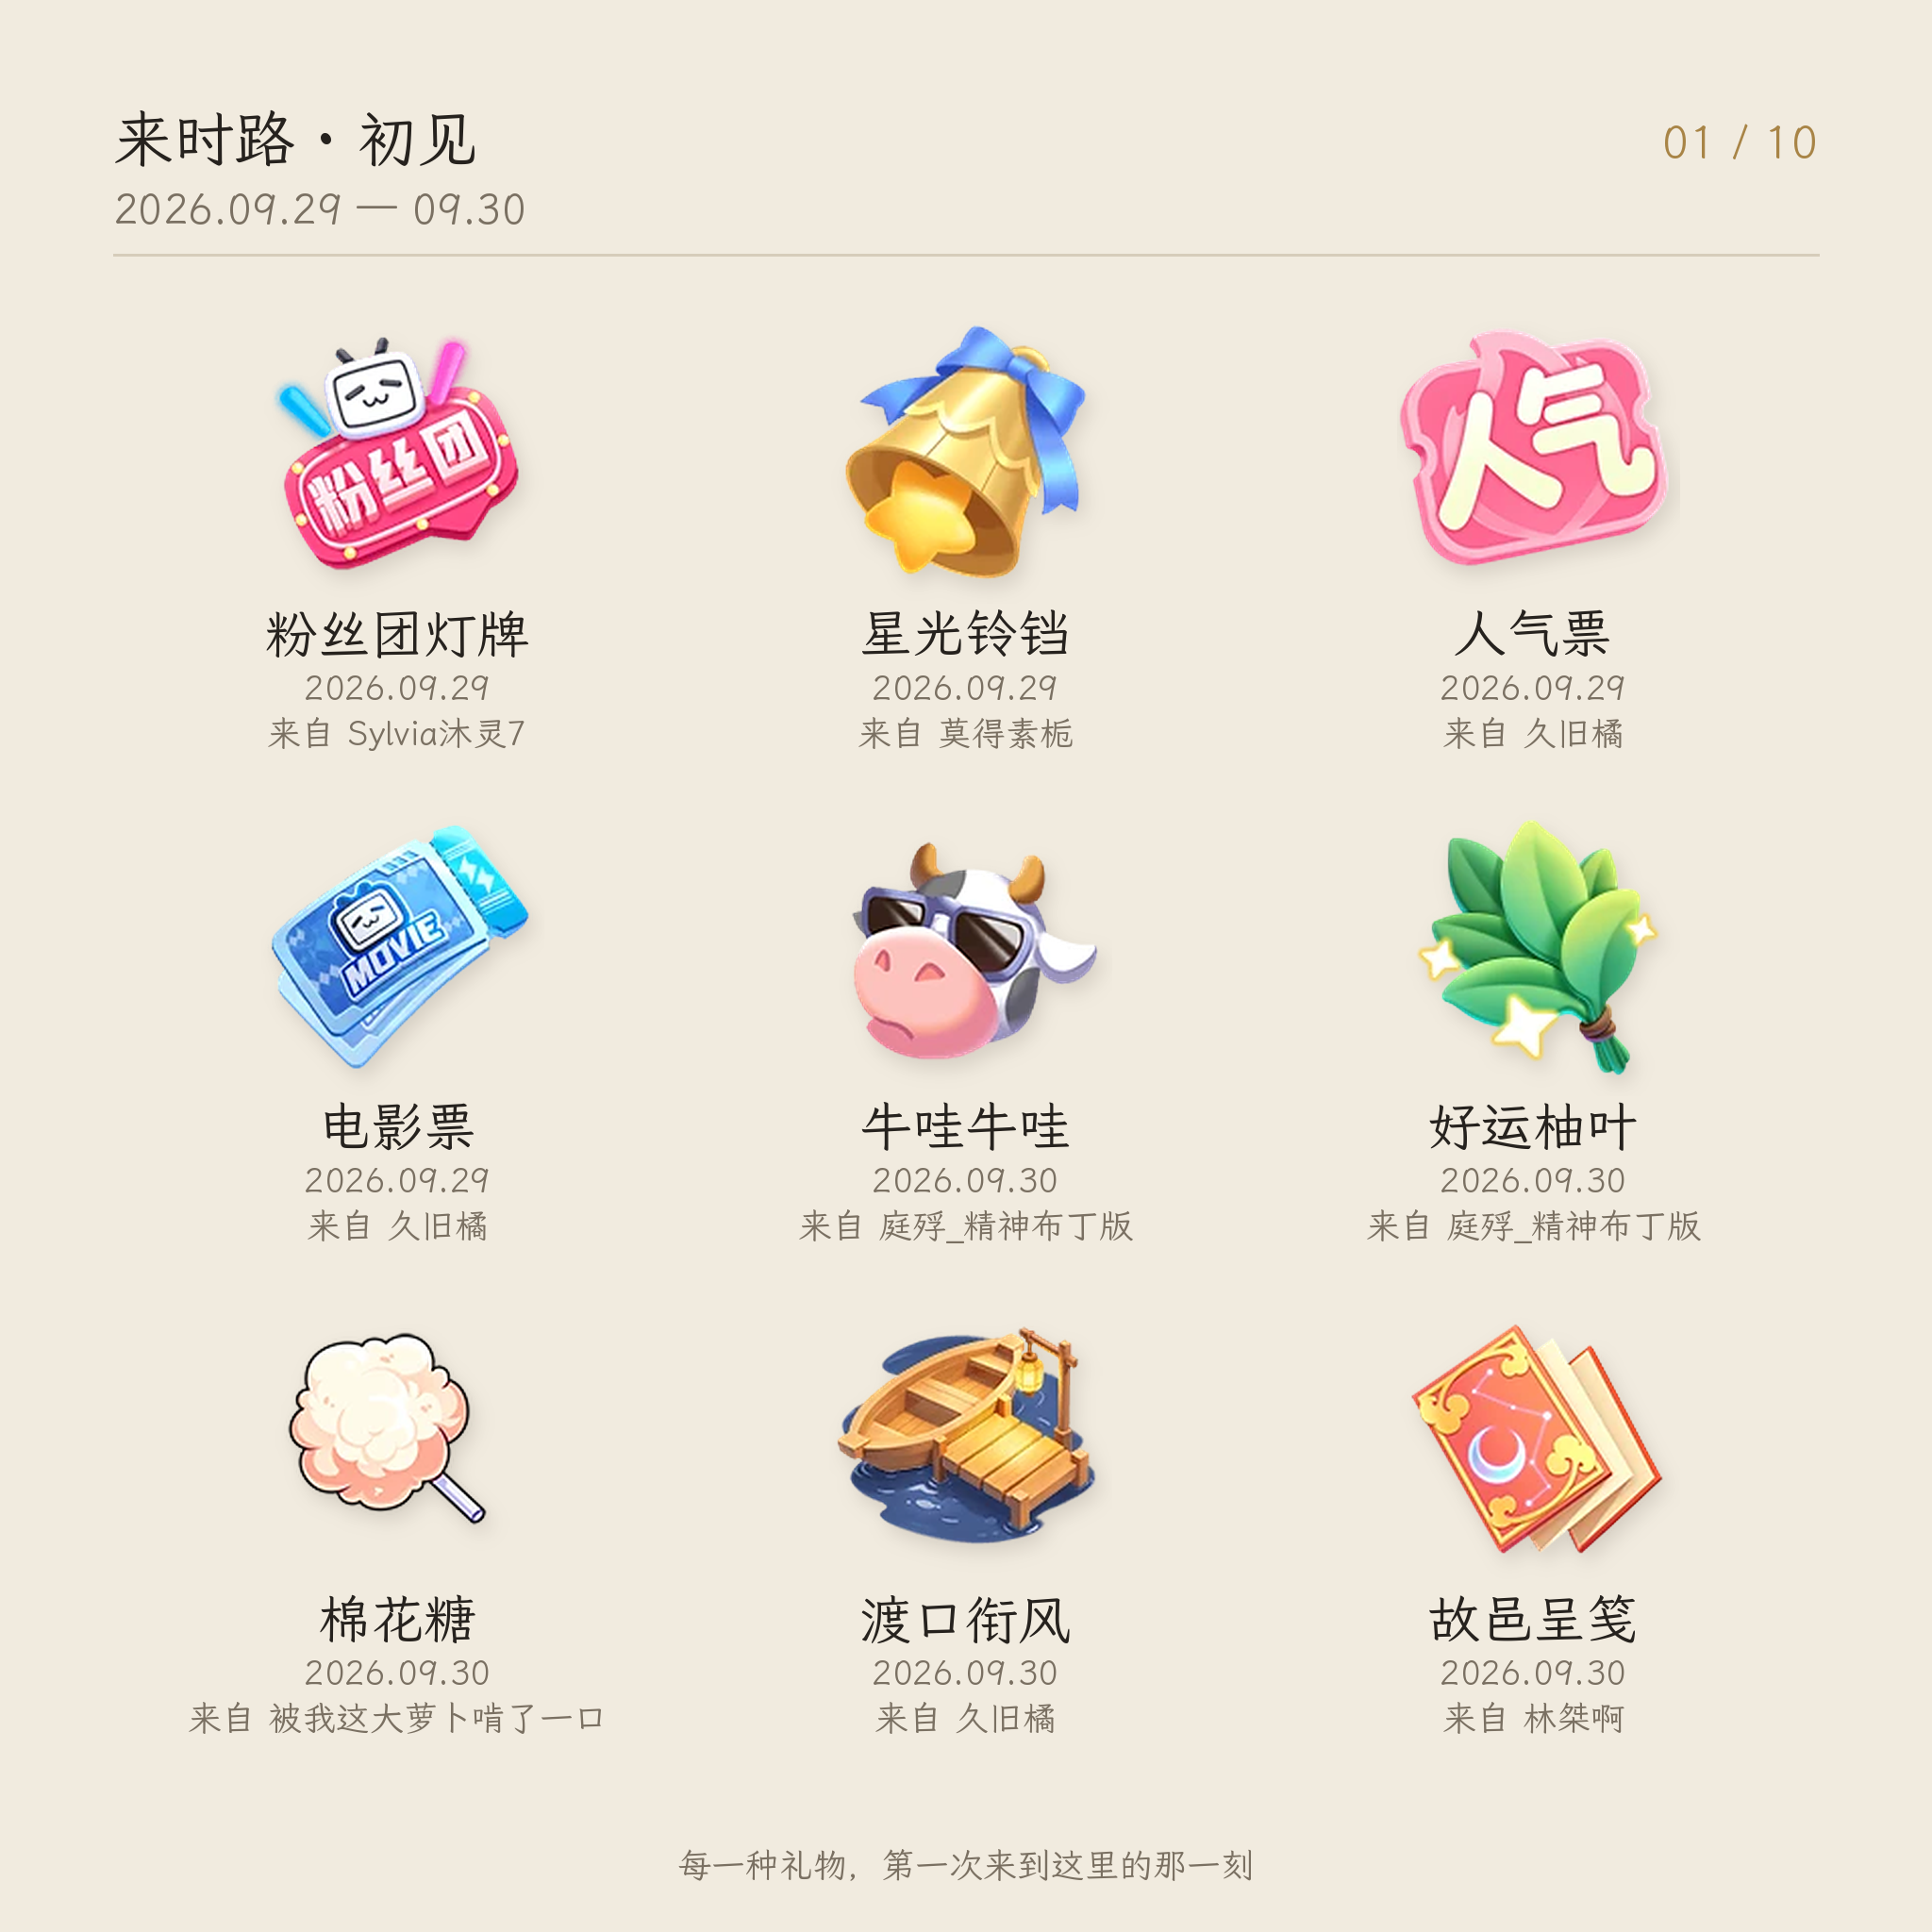 来时路·初见
01 / 10
2026.09.29 — 09.30
粉丝团
人气
粉丝团灯牌
星光铃铛
人气票
2026.09.29
2026.09.29
2026.09.29
来自 Sylvia沐灵7
来自 莫得素栀
来自 久旧橘
MOVIE
电影票
牛哇牛哇
好运柚叶
2026.09.29
2026.09.30
2026.09.30
来自 久旧橘
来自 庭殍_精神布丁版
来自 庭殍_精神布丁版
棉花糖
渡口衔风
故邑呈笺
2026.09.30
2026.09.30
2026.09.30
来自 被我这大萝卜啃了一口
来自 久旧橘
来自 林桀啊
每一种礼物，第一次来到这里的那一刻